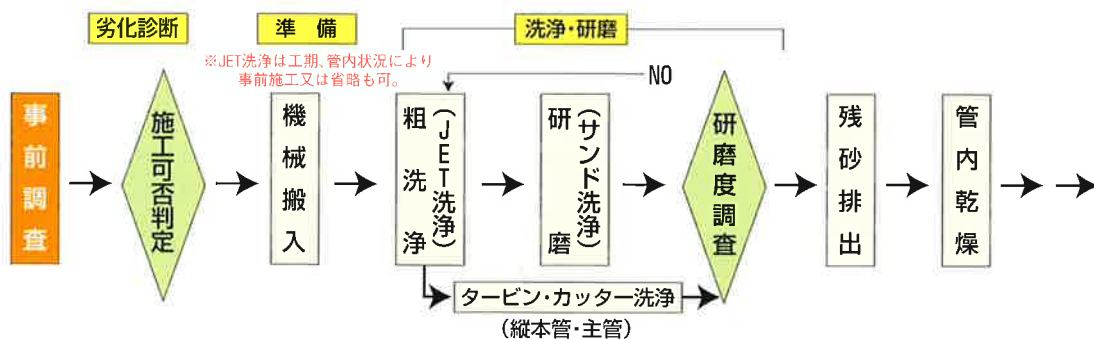 劣化診断
準備
洗浄・研磨
※JET洗浄は工期、管内状況により
事前施工又は省略も可。
NO
事前調査
施工可否判定
機械搬入
粗洗浄
(JET洗浄)
研磨
(サンド洗浄)
研磨度調査
残砂排出
管内乾燥
タービン・カッター洗浄
(縦本管・主管)